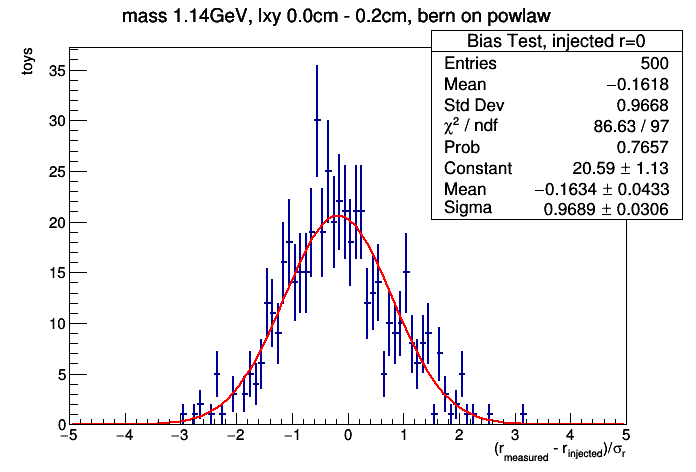 mass 1.14GeV, lxy 0.0cm - 0.2cm, bern on powlaw
Bias Test, injected r=0
Entries 500
Mean −0.1618
Std Dev 0.9668
χ² / ndf 86.63 / 97
Prob 0.7657
Constant 20.59 ± 1.13
Mean −0.1634 ± 0.0433
Sigma 0.9689 ± 0.0306
toys
35
30
25
20
15
10
5
0
−5 −4 −3 −2 −1 0 1 2 3 4 5
(r_measured - r_injected)/σ_r